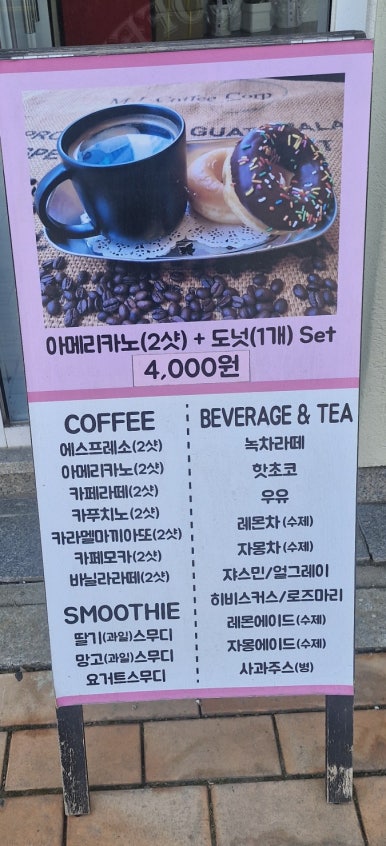 M.I. Coffee Corp
GUATEMALA
아메리카노(2샷) + 도넛(1개) Set
4,000원
COFFEE
에스프레소(2샷)
아메리카노(2샷)
카페라떼(2샷)
카푸치노(2샷)
카라멜마끼아또(2샷)
카페모카(2샷)
바닐라라떼(2샷)
SMOOTHIE
딸기(과일)스무디
망고(과일)스무디
요거트스무디
BEVERAGE & TEA
녹차라떼
핫초코
우유
레몬차(수제)
자몽차(수제)
쟈스민/얼그레이
히비스커스/로즈마리
레몬에이드(수제)
자몽에이드(수제)
사과주스(병)